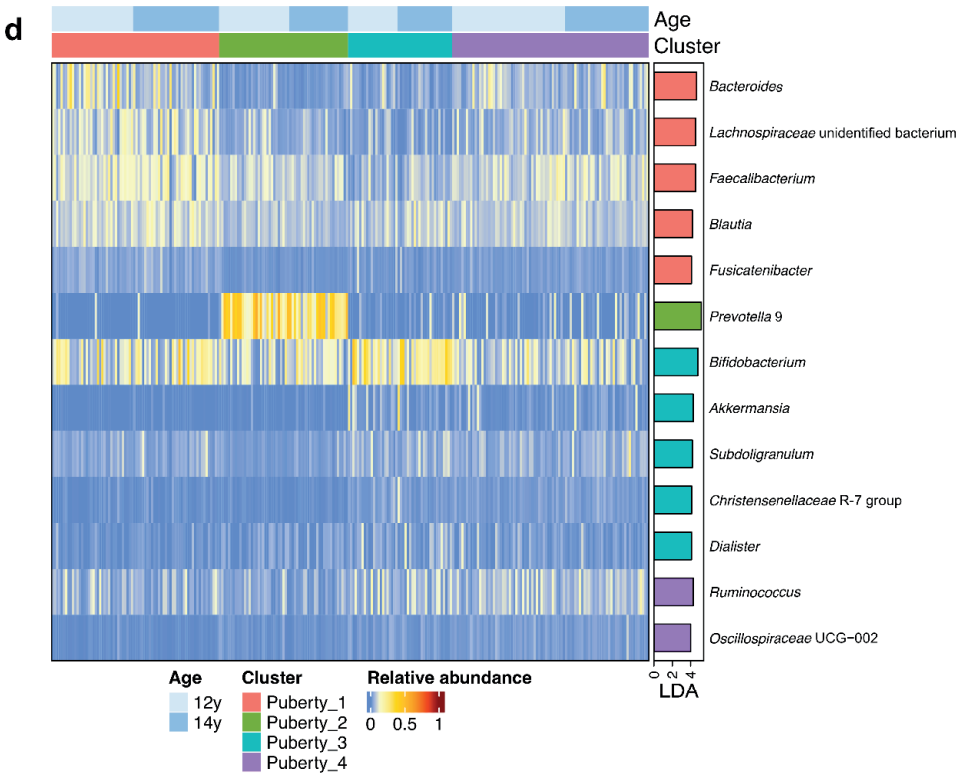 d
Age
Cluster
Bacteroides
Lachnospiraceae unidentified bacterium
Faecalibacterium
Blautia
Fusicatenibacter
Prevotella 9
Bifidobacterium
Akkermansia
Subdoligranulum
Christensenellaceae R-7 group
Dialister
Ruminococcus
Oscillospiraceae UCG-002
0 2 4
LDA
Age
12y
14y
Cluster
Puberty_1
Puberty_2
Puberty_3
Puberty_4
Relative abundance
0 0.5 1